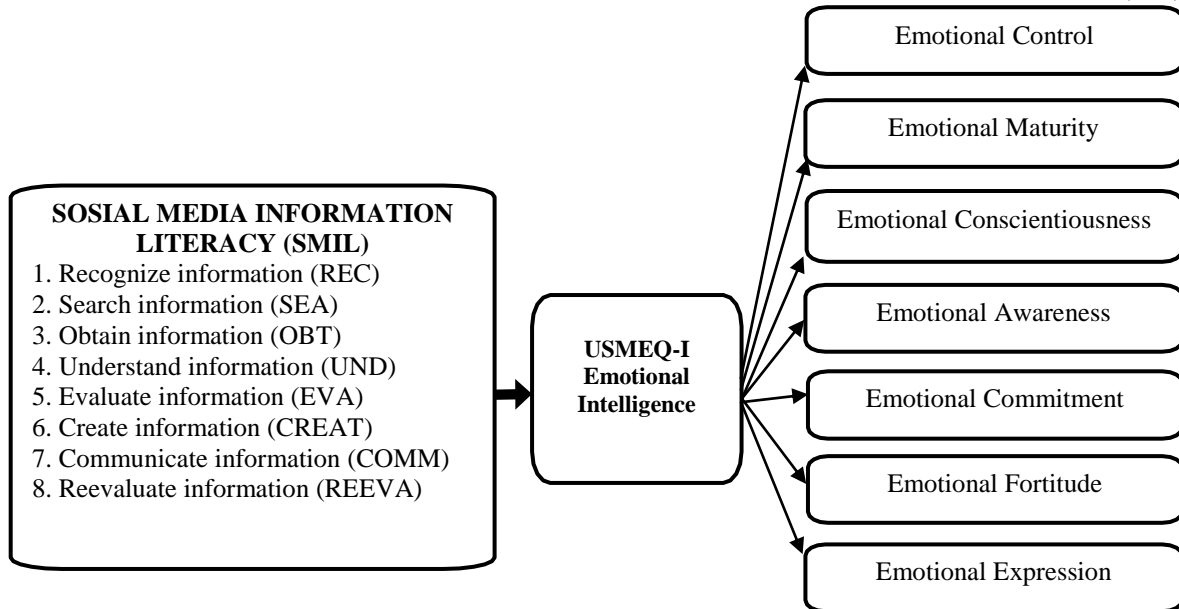 SOSIAL MEDIA INFORMATION
LITERACY (SMIL)
1. Recognize information (REC)
2. Search information (SEA)
3. Obtain information (OBT)
4. Understand information (UND)
5. Evaluate information (EVA)
6. Create information (CREAT)
7. Communicate information (COMM)
8. Reevaluate information (REEVA)
USMEQ-I
Emotional
Intelligence
Emotional Control
Emotional Maturity
Emotional Conscientiousness
Emotional Awareness
Emotional Commitment
Emotional Fortitude
Emotional Expression